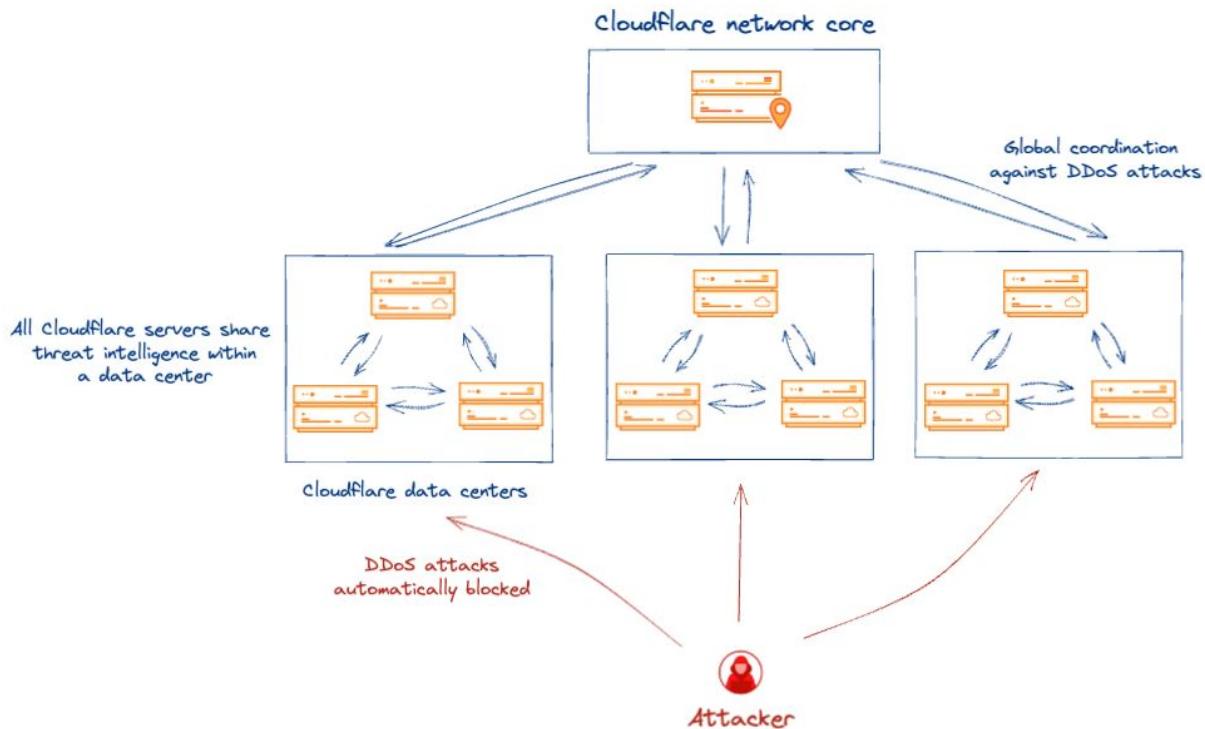 Cloudflare network core
Global coordination
against DDoS attacks
All Cloudflare servers share
threat intelligence within
a data center
Cloudflare data centers
DDoS attacks
automatically blocked
Attacker